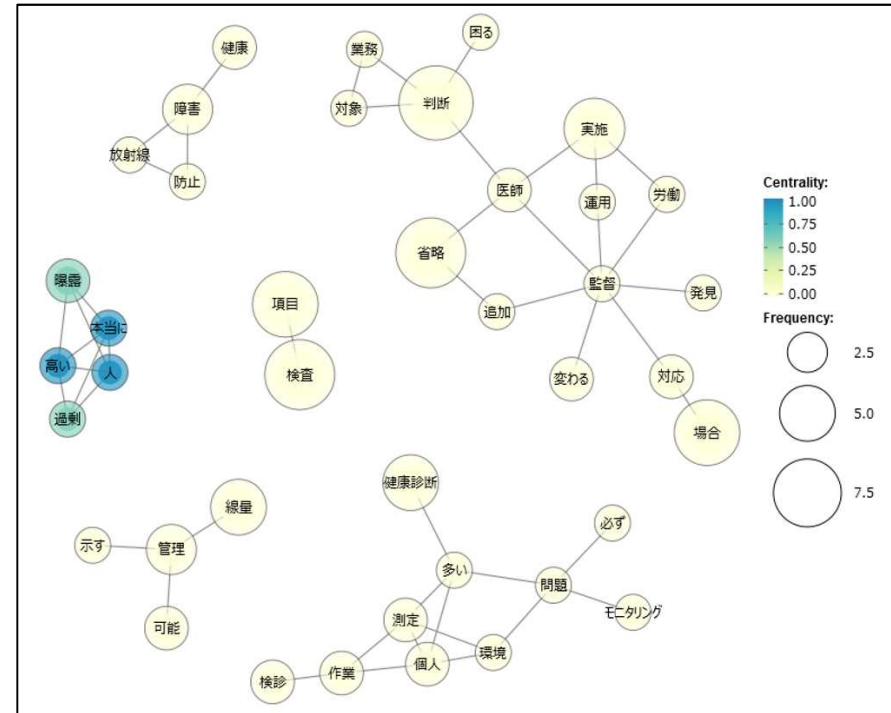 健康
障害
放射線
防止
困る
業務
対象
判断
実施
医師
運用
労働
省略
監督
追加
発見
変わる
対応
場合
曝露
本当に
高い
人
過剰
項目
検査
線量
示す
管理
可能
健康診断
必ず
多い
問題
モニタリング
測定
環境
個人
作業
検診
Centrality:
1.00
0.75
0.50
0.25
0.00
Frequency:
2.5
5.0
7.5